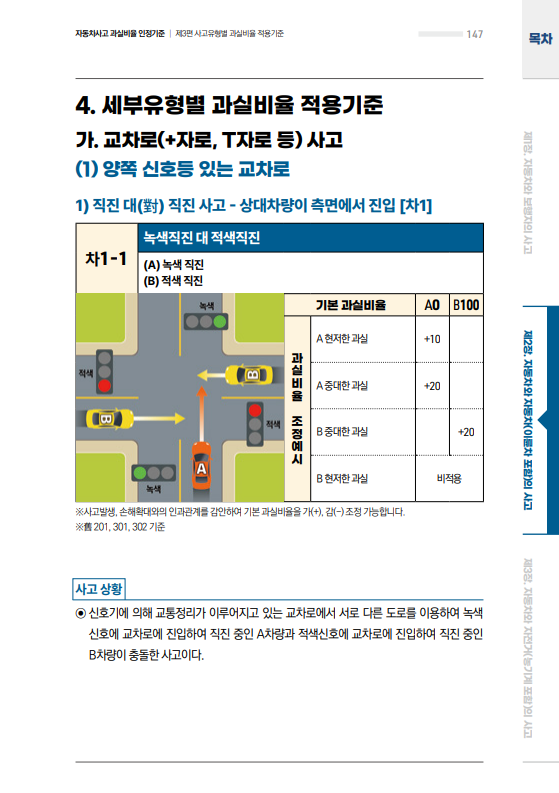 자동차사고 과실비율 인정기준 | 제3편 사고유형별 과실비율 적용기준
147
목차
4. 세부유형별 과실비율 적용기준
가. 교차로(+자로, T자로 등) 사고
(1) 양쪽 신호등 있는 교차로
1) 직진 대(對) 직진 사고 - 상대차량이 측면에서 진입 [차1]
차1-1
녹색직진 대 적색직진
(A) 녹색 직진
(B) 적색 직진
녹색
적색
B
B
적색
A
녹색
기본 과실비율 A0 B100
과실비율 조정예시
A 현저한 과실 +10
A 중대한 과실 +20
B 중대한 과실 +20
B 현저한 과실 비적용
※사고발생, 손해확대와의 인과관계를 감안하여 기본 과실비율을 가(+), 감(-) 조정 가능합니다.
※舊 201, 301, 302 기준
사고 상황
◉ 신호기에 의해 교통정리가 이루어지고 있는 교차로에서 서로 다른 도로를 이용하여 녹색
신호에 교차로에 진입하여 직진 중인 A차량과 적색신호에 교차로에 진입하여 직진 중인
B차량이 충돌한 사고이다.
제1장. 자동차와 보행자의 사고
제2장. 자동차와 자동차(이륜차 포함)의 사고
제3장. 자동차와 자전거(농기계 포함)의 사고